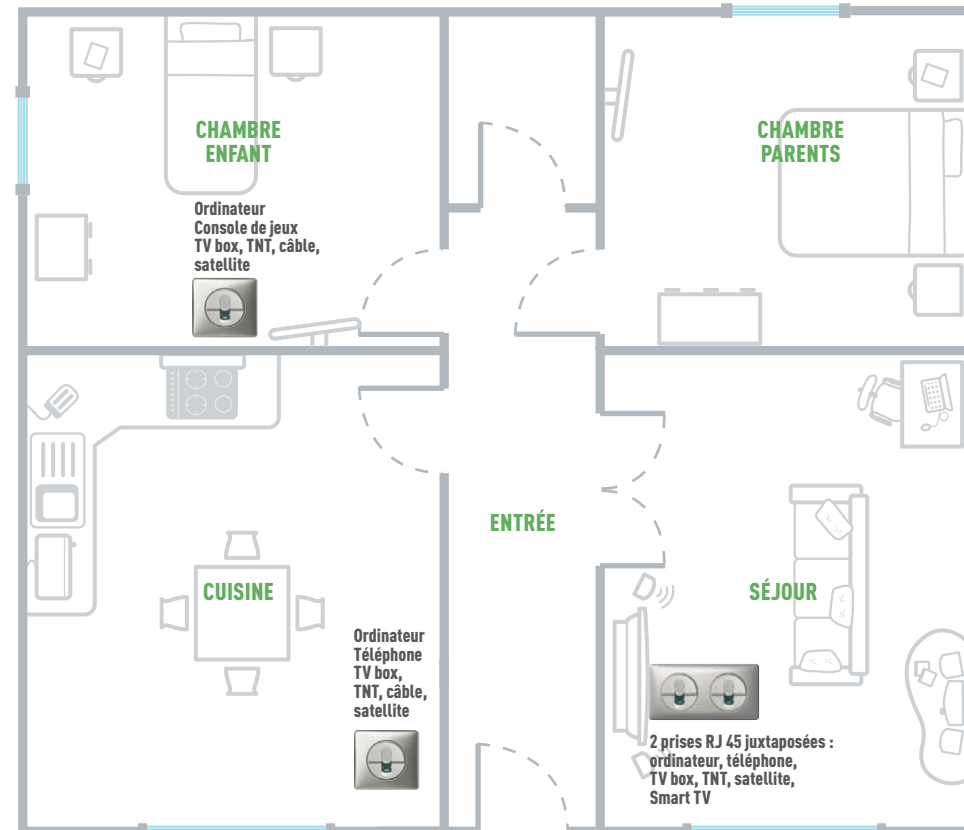 CHAMBRE
ENFANT
CHAMBRE
PARENTS
Ordinateur
Console de jeux
TV box, TNT, câble,
satellite
ENTRÉE
CUISINE
SÉJOUR
Ordinateur
Téléphone
TV box,
TNT, câble,
satellite
2 prises RJ 45 juxtaposées :
ordinateur, téléphone,
TV box, TNT, satellite,
Smart TV